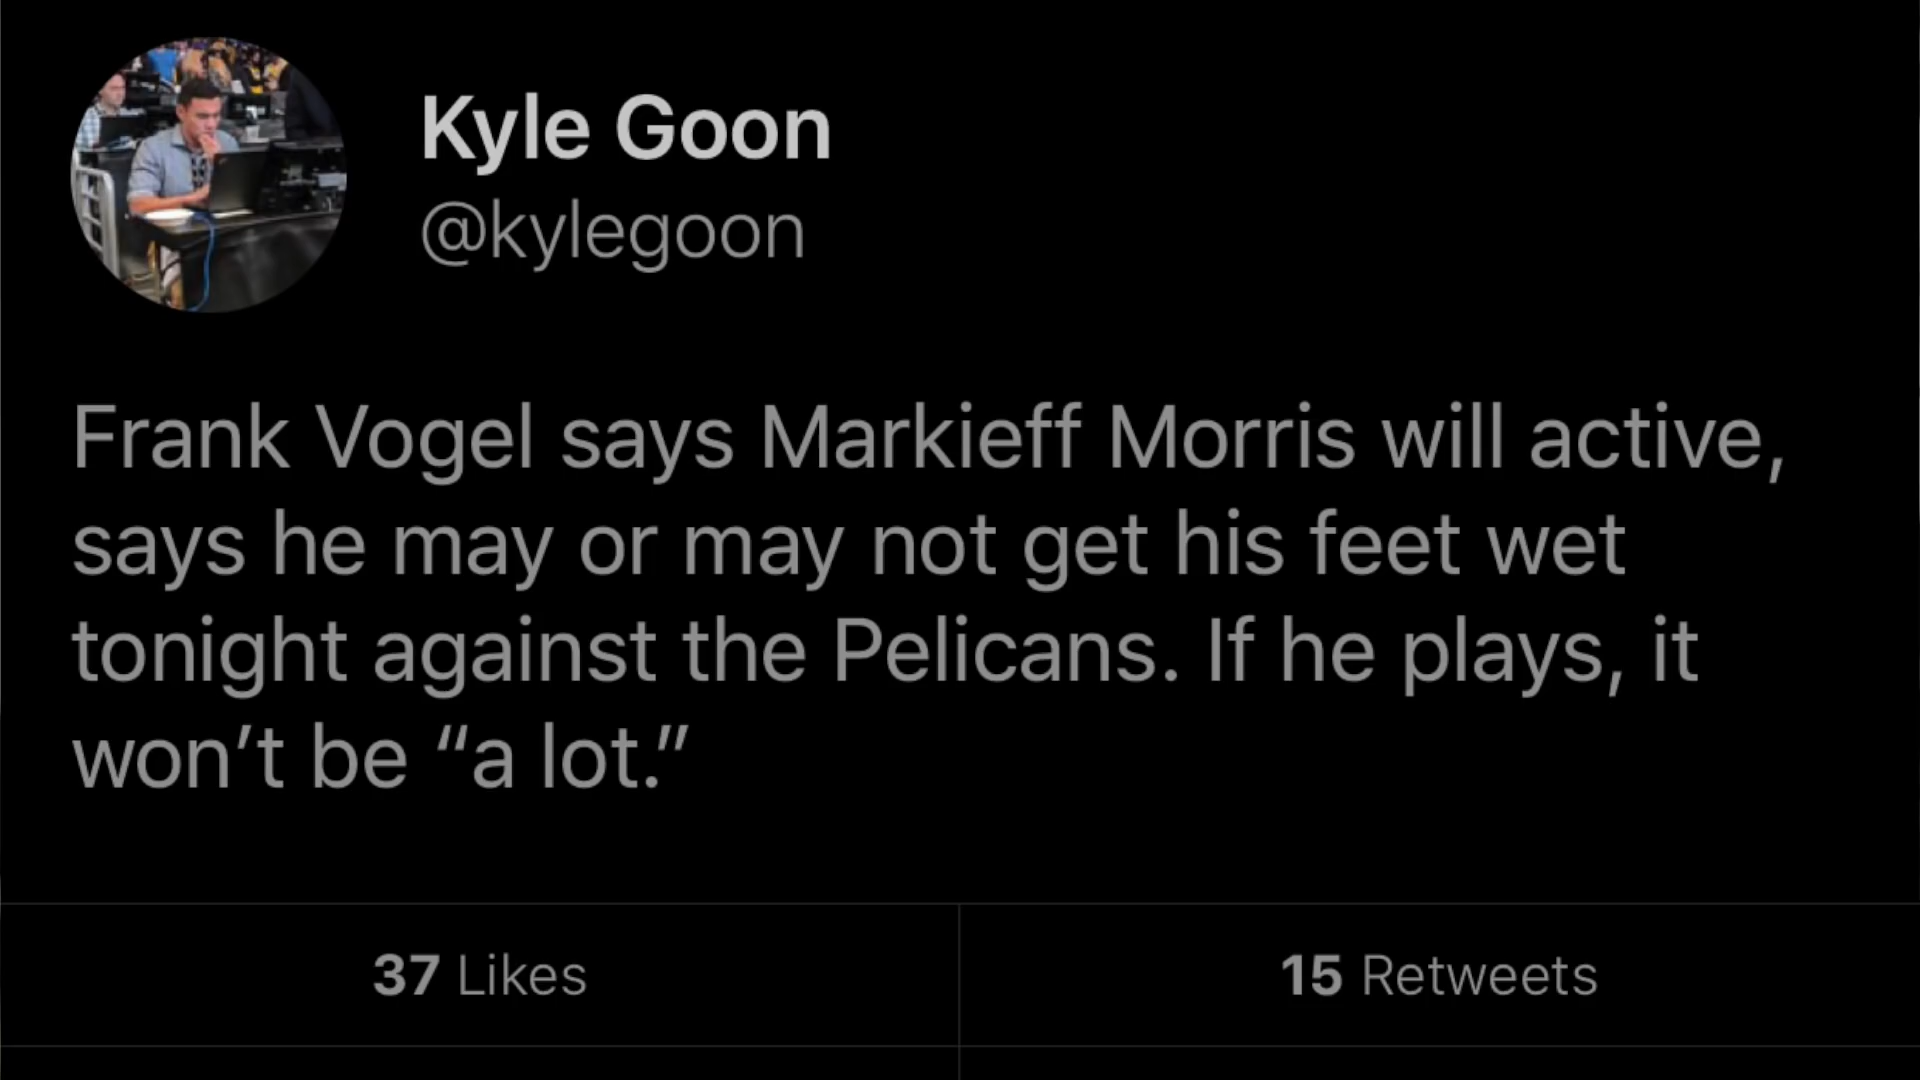 Kyle Goon
@kylegoon
Frank Vogel says Markieff Morris will active,
says he may or may not get his feet wet
tonight against the Pelicans. If he plays, it
won’t be “a lot.”
37 Likes
15 Retweets